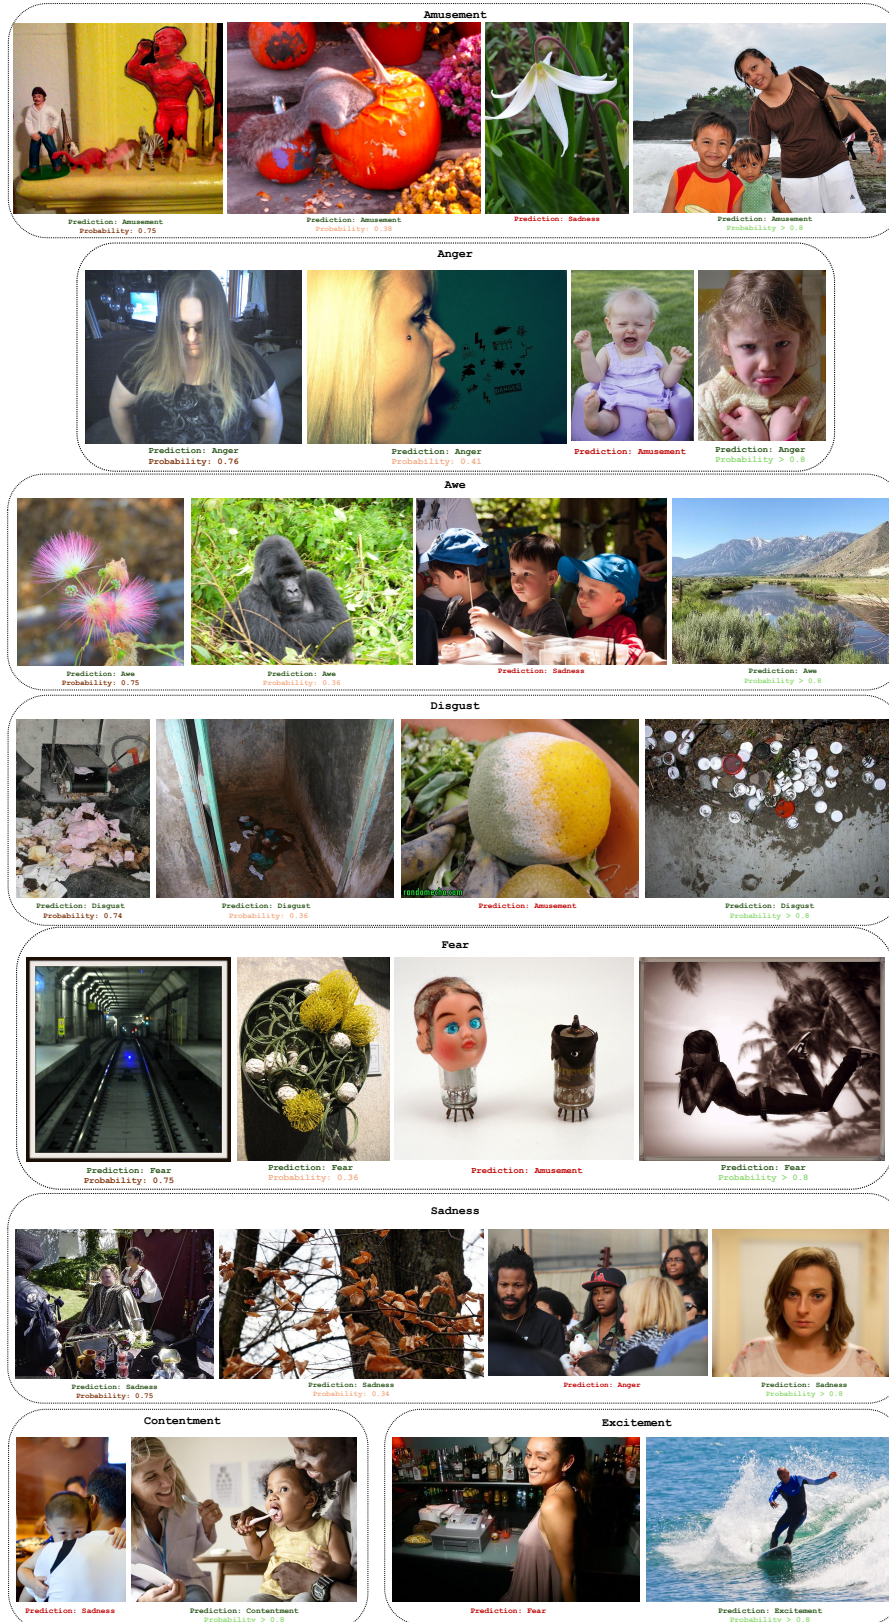 Amusement
Prediction: Amusement
Probability: 0.75
Prediction: Amusement
Probability: 0.38
Prediction: Sadness
Prediction: Amusement
Probability > 0.8
Anger
DANGER
Prediction: Anger
Probability: 0.76
Prediction: Anger
Probability: 0.41
Prediction: Amusement
Prediction: Anger
Probability > 0.8
Awe
Prediction: Awe
Probability: 0.75
Prediction: Awe
Probability: 0.36
Prediction: Sadness
Prediction: Awe
Probability > 0.8
Disgust
randomecho.com
Prediction: Disgust
Probability: 0.74
Prediction: Disgust
Probability: 0.36
Prediction: Amusement
Prediction: Disgust
Probability > 0.8
Fear
Prediction: Fear
Probability: 0.75
Prediction: Fear
Probability: 0.36
Prediction: Amusement
Prediction: Fear
Probability > 0.8
Sadness
Prediction: Sadness
Probability: 0.75
Prediction: Sadness
Probability: 0.34
Prediction: Anger
Prediction: Sadness
Probability > 0.8
Contentment
Prediction: Sadness
Prediction: Contentment
Probability > 0.8
Excitement
Prediction: Fear
Prediction: Excitement
Probability > 0.8